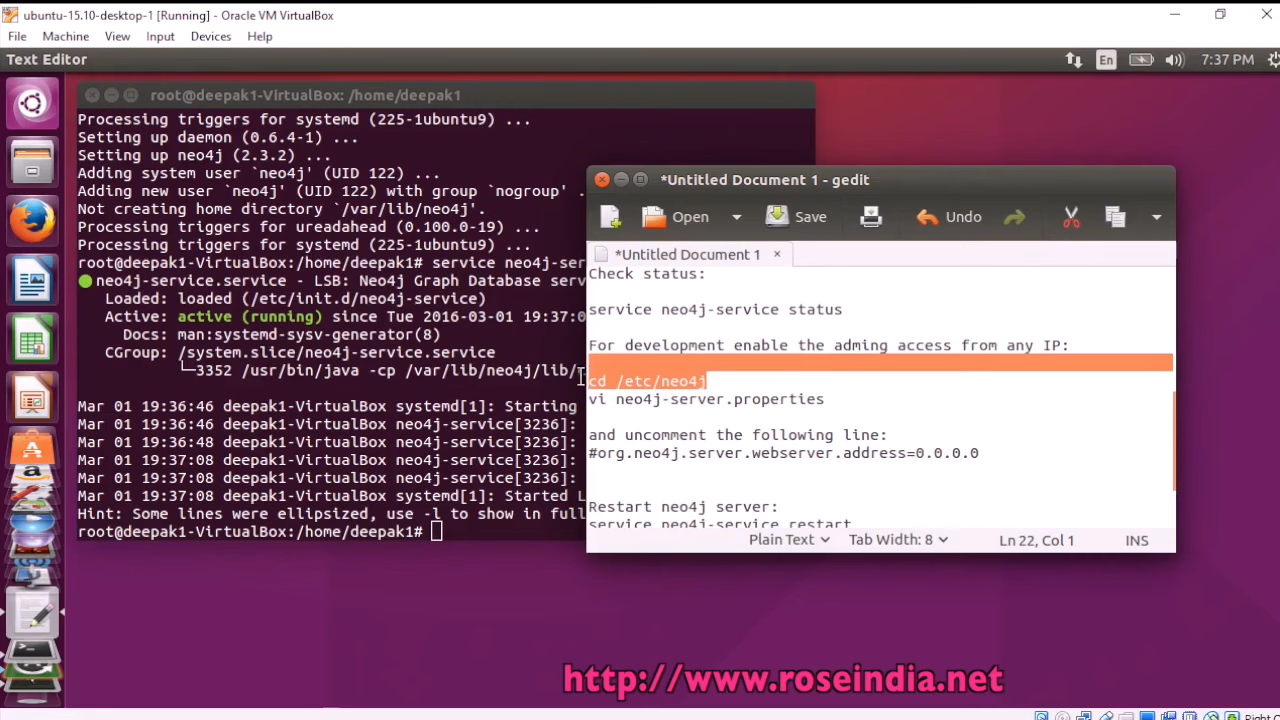 ubuntu-15.10-desktop-1 [Running] - Oracle VM VirtualBox
File Machine View Input Devices Help
Text Editor En 7:37 PM
root@deepak1-VirtualBox: /home/deepak1
Processing triggers for systemd (225-1ubuntu9) ...
Setting up daemon (0.6.4-1) ...
Setting up neo4j (2.3.2) ...
Adding system user `neo4j' (UID 122) ...
Adding new user `neo4j' (UID 122) with group `nogroup' .
Not creating home directory `/var/lib/neo4j'.
Processing triggers for ureadahead (0.100.0-19) ...
Processing triggers for systemd (225-1ubuntu9) ...
root@deepak1-VirtualBox:/home/deepak1# service neo4j-ser
neo4j-service.service - LSB: Neo4j Graph Database serv
Loaded: loaded (/etc/init.d/neo4j-service)
Active: active (running) since Tue 2016-03-01 19:37:0
Docs: man:systemd-sysv-generator(8)
CGroup: /system.slice/neo4j-service.service
└─3352 /usr/bin/java -cp /var/lib/neo4j/lib/
Mar 01 19:36:46 deepak1-VirtualBox systemd[1]: Starting
Mar 01 19:36:46 deepak1-VirtualBox neo4j-service[3236]:
Mar 01 19:36:48 deepak1-VirtualBox neo4j-service[3236]:
Mar 01 19:37:08 deepak1-VirtualBox neo4j-service[3236]:
Mar 01 19:37:08 deepak1-VirtualBox neo4j-service[3236]:
Mar 01 19:37:08 deepak1-VirtualBox systemd[1]: Started L
Hint: Some lines were ellipsized, use -l to show in full
root@deepak1-VirtualBox:/home/deepak1#
*Untitled Document 1 - gedit
Open Save Undo
*Untitled Document 1 ×
Check status:
service neo4j-service status
For development enable the adming access from any IP:
cd /etc/neo4j
vi neo4j-server.properties
and uncomment the following line:
#org.neo4j.server.webserver.address=0.0.0.0
Restart neo4j server:
service neo4j-service restart
Plain Text Tab Width: 8 Ln 22, Col 1 INS
http://www.roseindia.net